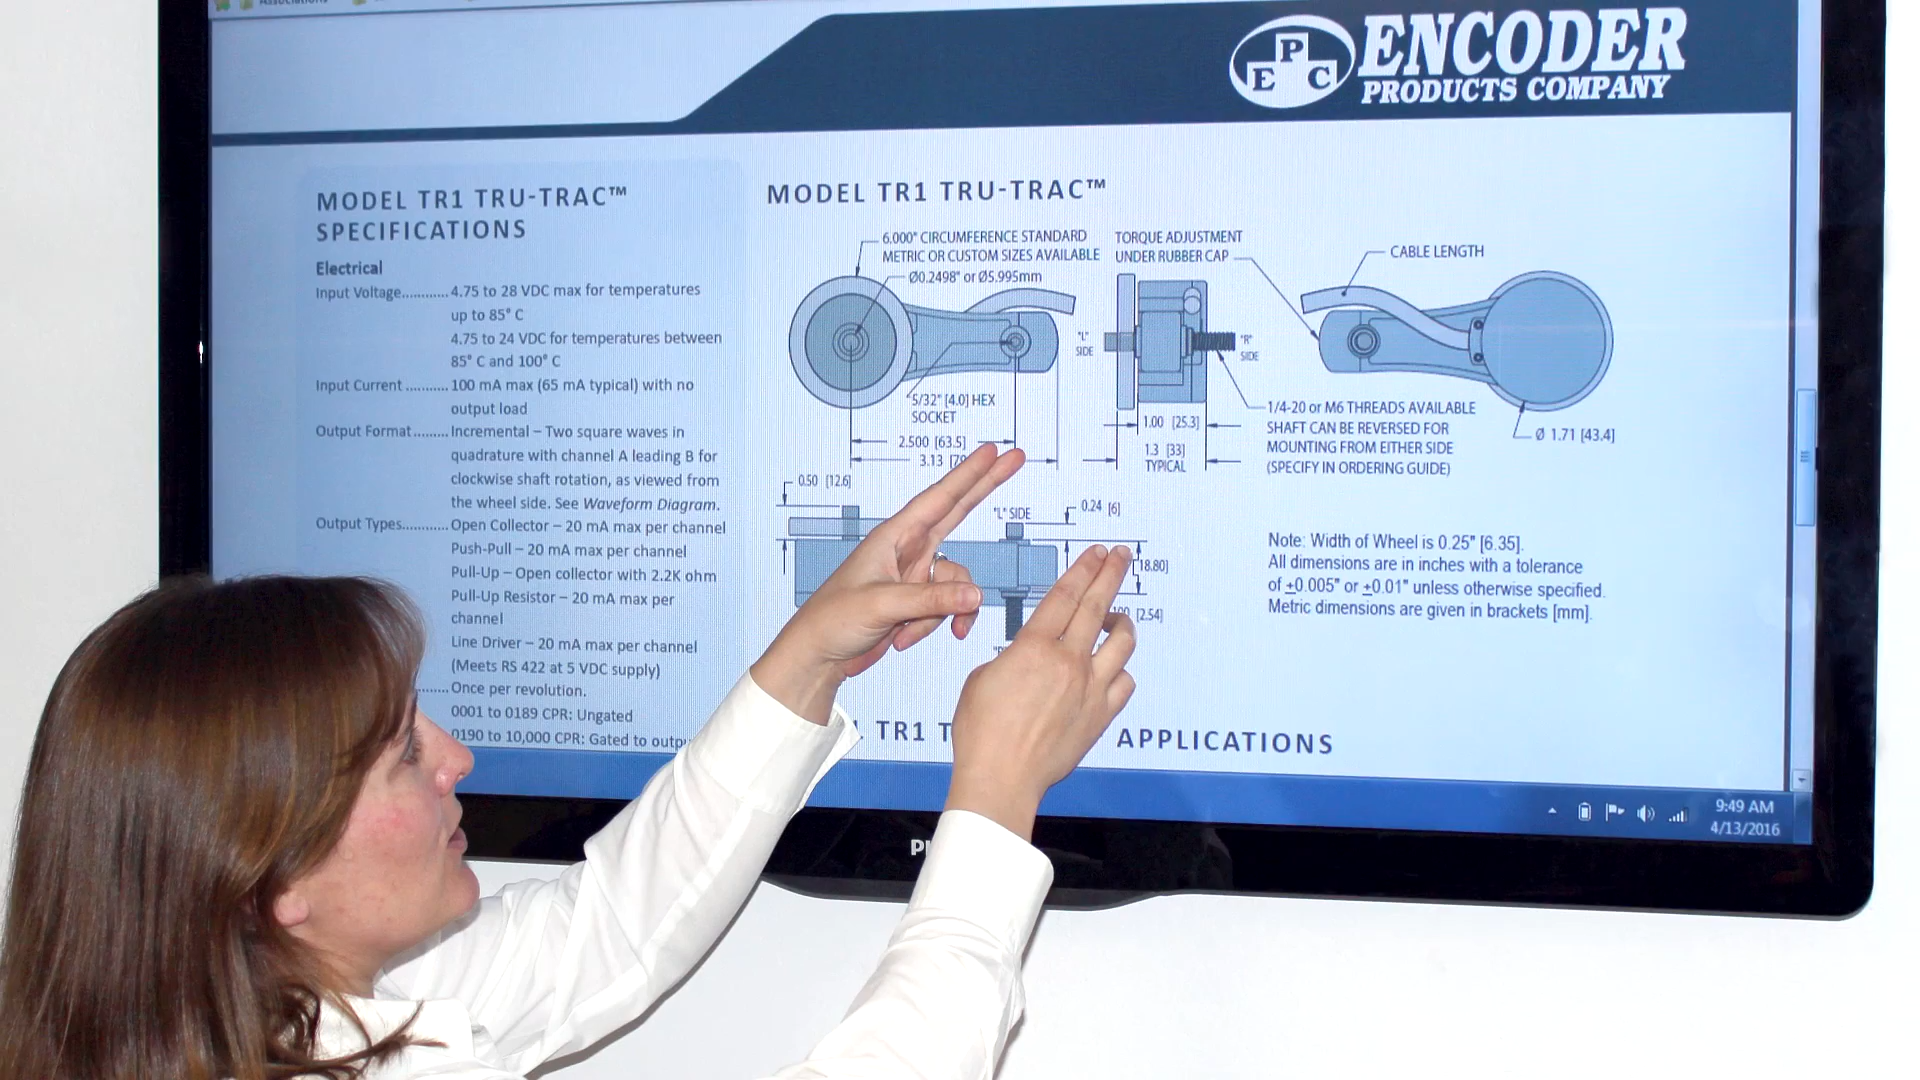 EPC
ENCODER
PRODUCTS COMPANY
MODEL TR1 TRU-TRAC™
SPECIFICATIONS
Electrical
Input Voltage............4.75 to 28 VDC max for temperatures
up to 85° C
4.75 to 24 VDC for temperatures between
85° C and 100° C
Input Current ...........100 mA max (65 mA typical) with no
output load
Output Format.........Incremental – Two square waves in
quadrature with channel A leading B for
clockwise shaft rotation, as viewed from
the wheel side. See Waveform Diagram.
Output Types............Open Collector – 20 mA max per channel
Push-Pull – 20 mA max per channel
Pull-Up – Open collector with 2.2K ohm
Pull-Up Resistor – 20 mA max per
channel
Line Driver – 20 mA max per channel
(Meets RS 422 at 5 VDC supply)
........Once per revolution.
0001 to 0189 CPR: Ungated
0190 to 10,000 CPR: Gated to
MODEL TR1 TRU-TRAC™
6.000" CIRCUMFERENCE STANDARD
METRIC OR CUSTOM SIZES AVAILABLE
Ø0.2498" or Ø5.995mm
TORQUE ADJUSTMENT
UNDER RUBBER CAP
CABLE LENGTH
"L"
SIDE
"R"
SIDE
5/32" [4.0] HEX
SOCKET
2.500 [63.5]
3.13
1.00 [25.3]
1.3 [33]
TYPICAL
1/4-20 or M6 THREADS AVAILABLE
SHAFT CAN BE REVERSED FOR
MOUNTING FROM EITHER SIDE
(SPECIFY IN ORDERING GUIDE)
Ø 1.71 [43.4]
0.50 [12.6]
"L" SIDE
0.24 [6]
[18.80]
[2.54]
Note: Width of Wheel is 0.25" [6.35].
All dimensions are in inches with a tolerance
of ±0.005" or ±0.01" unless otherwise specified.
Metric dimensions are given in brackets [mm].
TR1 APPLICATIONS
9:49 AM
4/13/2016